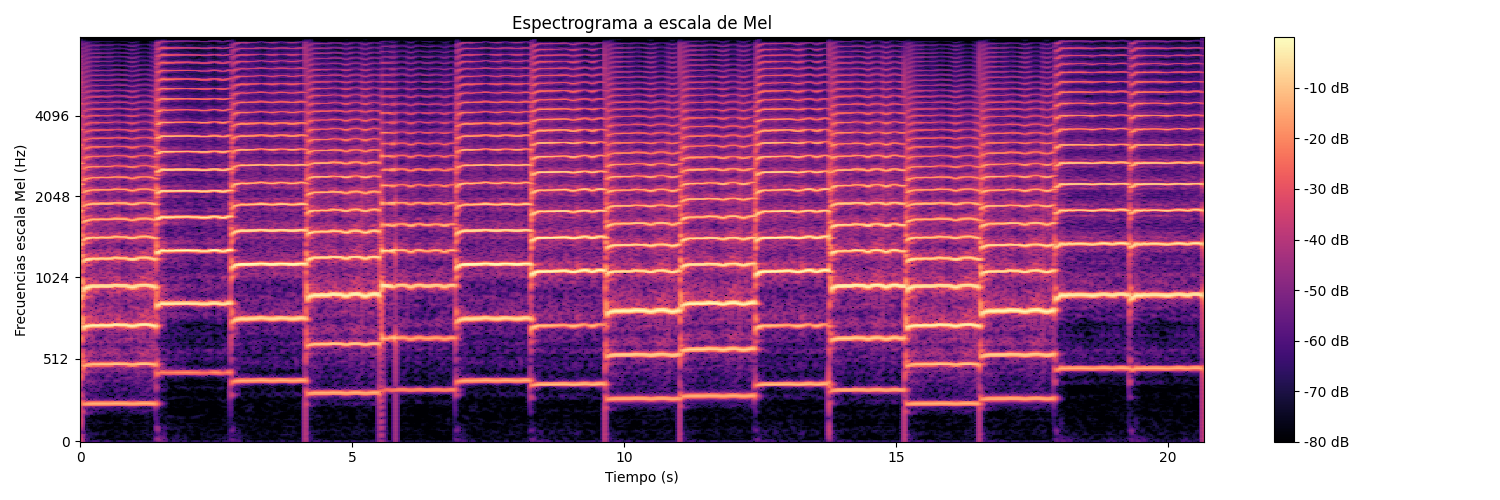 Espectrograma a escala de Mel
Frecuencias escala Mel (Hz)
4096
2048
1024
512
0
0
5
10
15
20
Tiempo (s)
-10 dB
-20 dB
-30 dB
-40 dB
-50 dB
-60 dB
-70 dB
-80 dB